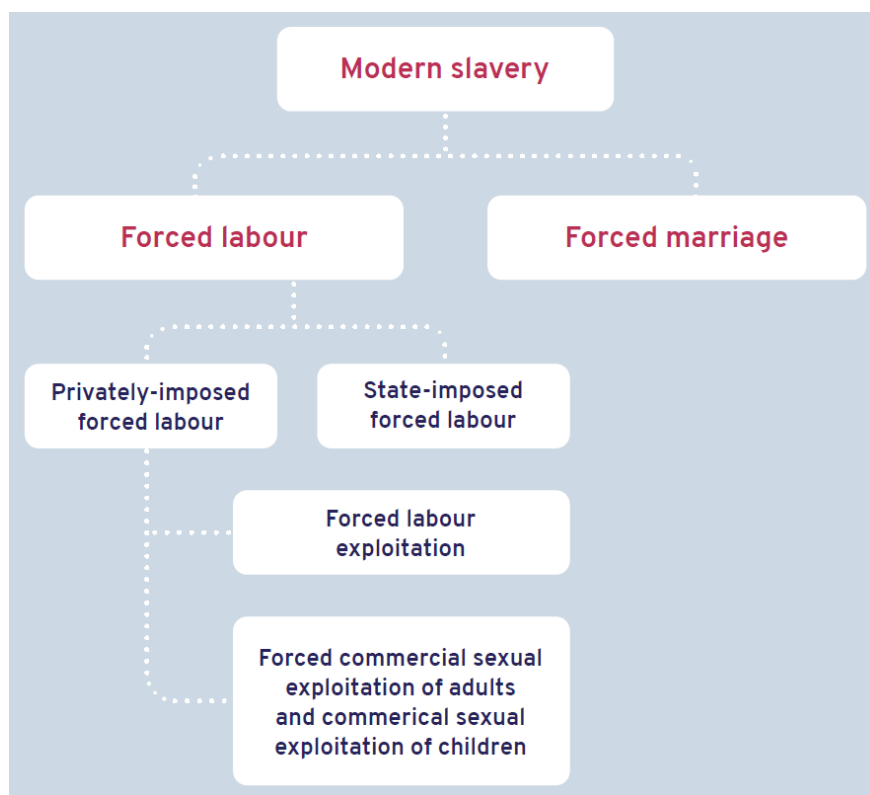 Modern slavery
Forced labour
Forced marriage
Privately-imposed
forced labour
State-imposed
forced labour
Forced labour
exploitation
Forced commercial sexual
exploitation of adults
and commerical sexual
exploitation of children